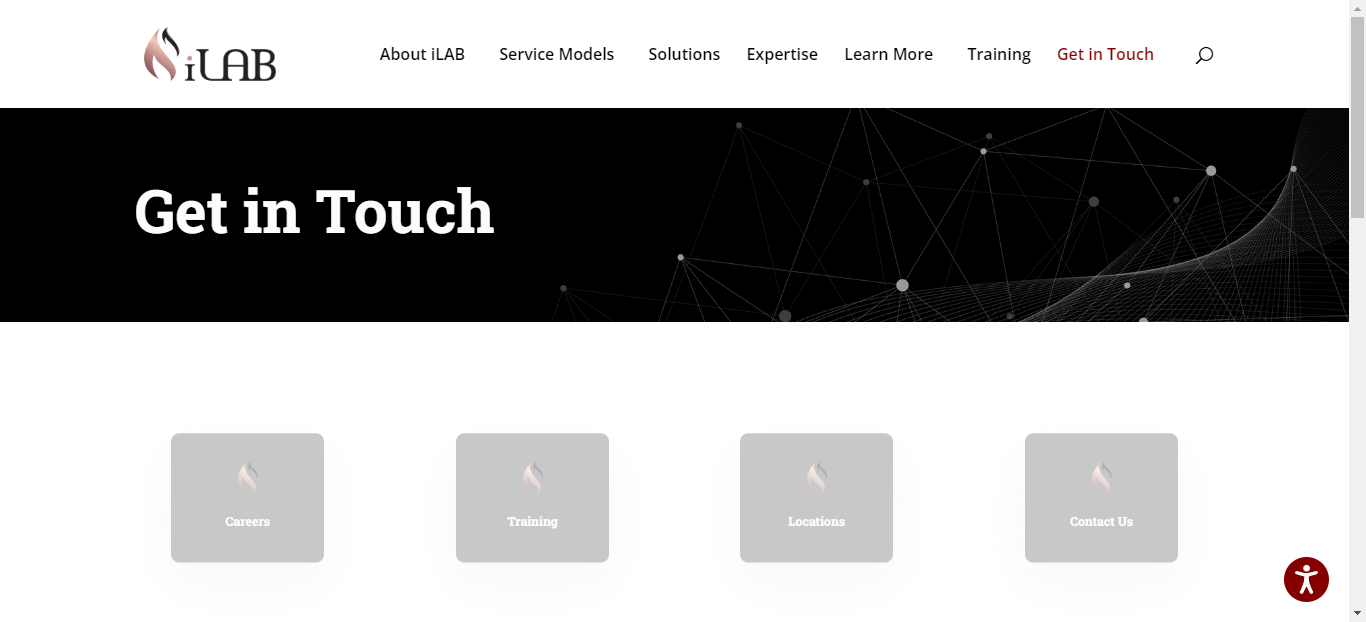 iLAB
About iLAB Service Models Solutions Expertise Learn More Training Get in Touch
Get in Touch
Careers Training Locations Contact Us